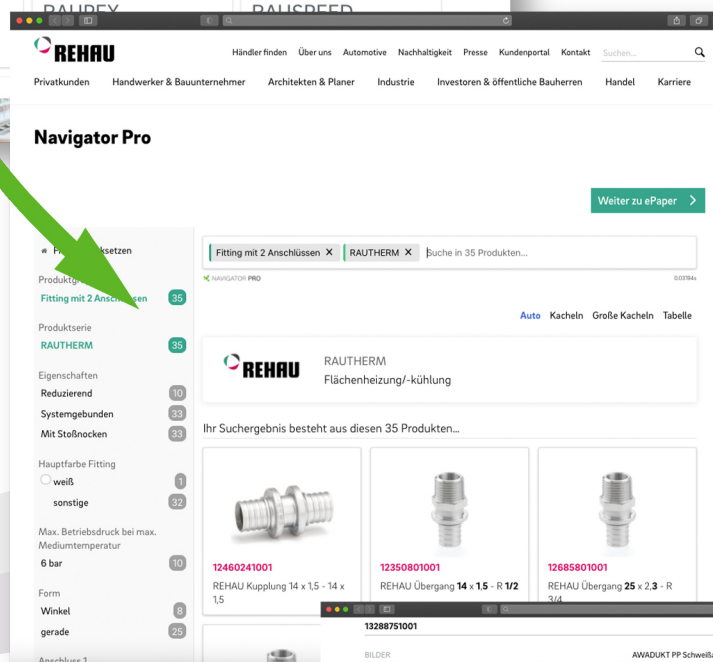 RAUPEX
RAUSPEED
REHAU
Händler finden Über uns Automotive Nachhaltigkeit Presse Kundenportal Kontakt Suchen...
Privatkunden Handwerker & Bauunternehmer Architekten & Planer Industrie Investoren & öffentliche Bauherren Handel Karriere
Navigator Pro
Weiter zu ePaper
Fitting mit 2 Anschlüssen X RAUTHERM X Suche in 35 Produkten...
NAVIGATOR PRO 0.03194s
Fitting mit 2 Anschlüssen 35
Produktserie
RAUTHERM 35
Eigenschaften
Reduzierend 10
Systemgebunden 33
Mit Stoßnocken 33
Hauptfarbe Fitting
weiß 1
sonstige 32
Max. Betriebsdruck bei max.
Mediumtemperatur
6 bar 10
Form
Winkel 8
gerade 25
Anschluss 1
Auto Kacheln Große Kacheln Tabelle
REHAU
RAUTHERM
Flächenheizung/-kühlung
Ihr Suchergebnis besteht aus diesen 35 Produkten...
12460241001
REHAU Kupplung 14 x 1,5 - 14 x
1,5
12350801001
REHAU Übergang 14 x 1,5 - R 1/2
12685801001
REHAU Übergang 25 x 2,3 - R
3/4
13288751001
BILDER
AWADUKT PP